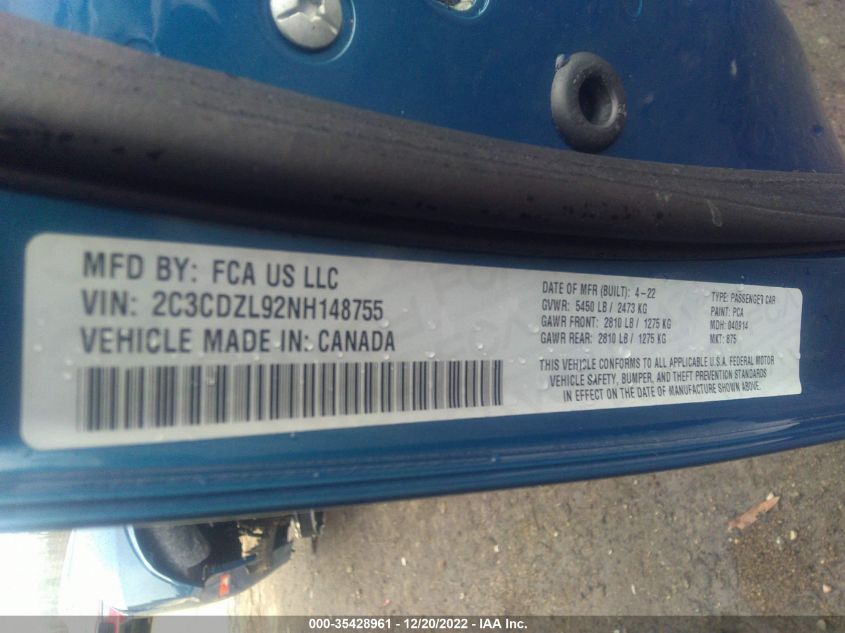 MFD BY: FCA US LLC
VIN: 2C3CDZL92NH148755
VEHICLE MADE IN: CANADA
DATE OF MFR (BUILT): 4-22
GVWR: 5450 LB / 2473 KG
GAWR FRONT: 2810 LB / 1275 KG
GAWR REAR: 2810 LB / 1275 KG
TYPE: PASSENGER CAR
PAINT: PCA
MDH: 040814
MKT: 875
THIS VEHICLE CONFORMS TO ALL APPLICABLE U.S.A. FEDERAL MOTOR
VEHICLE SAFETY, BUMPER, AND THEFT PREVENTION STANDARDS
IN EFFECT ON THE DATE OF MANUFACTURE SHOWN ABOVE.
000-35428961 - 12/20/2022 - IAA Inc.